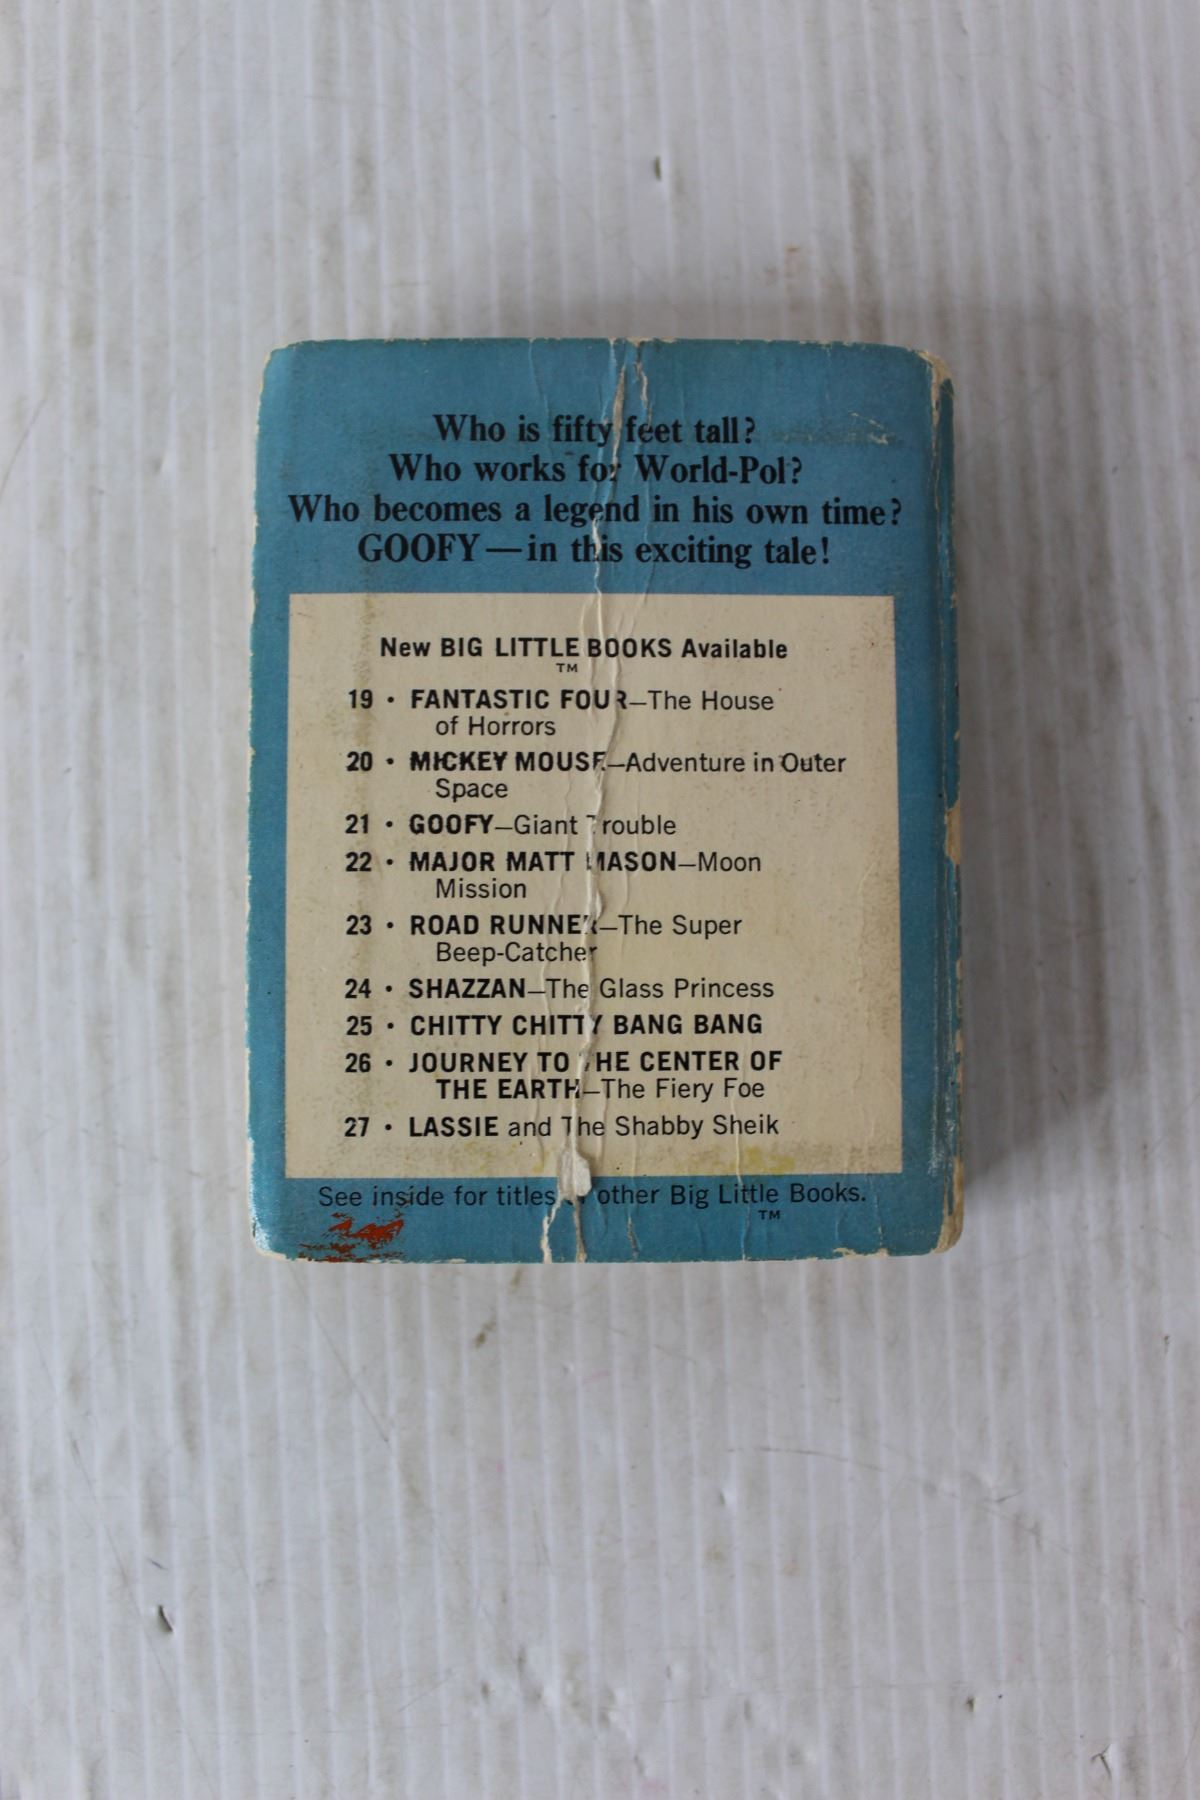 Who is fifty feet tall?
Who works for World-Pol?
Who becomes a legend in his own time?
GOOFY—in this exciting tale!
New BIG LITTLE BOOKS Available
TM
19 • FANTASTIC FOUR—The House
of Horrors
20 • MICKEY MOUSE—Adventure in Outer
Space
21 • GOOFY—Giant Trouble
22 • MAJOR MATT MASON—Moon
Mission
23 • ROAD RUNNER—The Super
Beep-Catcher
24 • SHAZZAN—The Glass Princess
25 • CHITTY CHITTY BANG BANG
26 • JOURNEY TO THE CENTER OF
THE EARTH—The Fiery Foe
27 • LASSIE and The Shabby Sheik
See inside for titles other Big Little Books.
TM